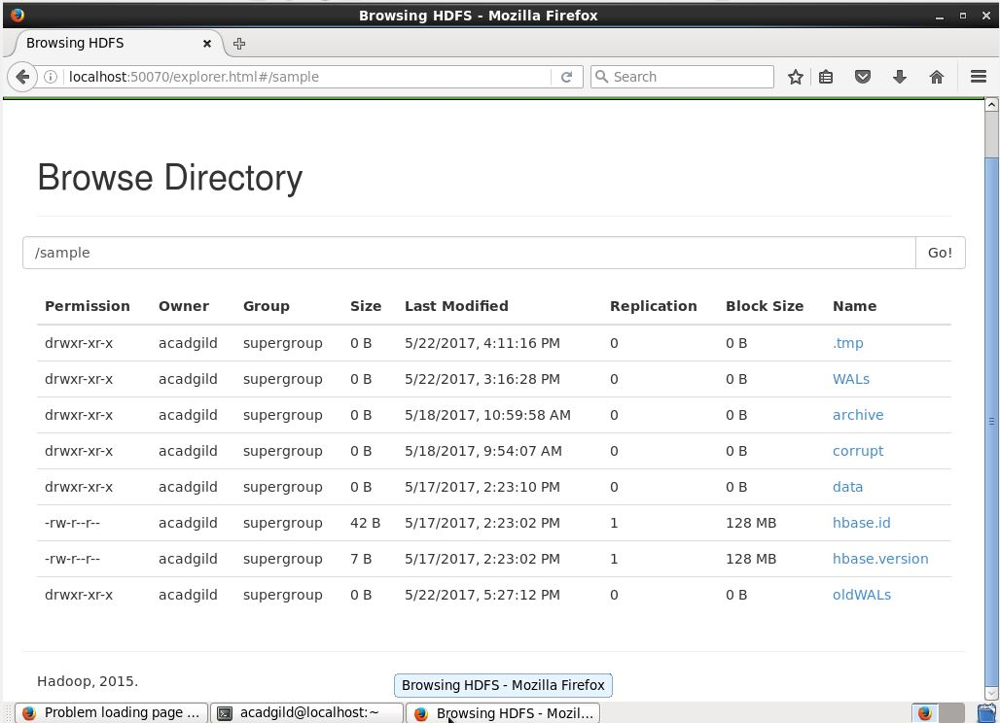 Browsing HDFS - Mozilla Firefox
Browsing HDFS
localhost:50070/explorer.html#/sample
Search
Browse Directory
/sample Go!
Permission Owner Group Size Last Modified Replication Block Size Name
drwxr-xr-x acadgild supergroup 0 B 5/22/2017, 4:11:16 PM 0 0 B .tmp
drwxr-xr-x acadgild supergroup 0 B 5/22/2017, 3:16:28 PM 0 0 B WALs
drwxr-xr-x acadgild supergroup 0 B 5/18/2017, 10:59:58 AM 0 0 B archive
drwxr-xr-x acadgild supergroup 0 B 5/18/2017, 9:54:07 AM 0 0 B corrupt
drwxr-xr-x acadgild supergroup 0 B 5/17/2017, 2:23:10 PM 0 0 B data
-rw-r--r-- acadgild supergroup 42 B 5/17/2017, 2:23:02 PM 1 128 MB hbase.id
-rw-r--r-- acadgild supergroup 7 B 5/17/2017, 2:23:02 PM 1 128 MB hbase.version
drwxr-xr-x acadgild supergroup 0 B 5/22/2017, 5:27:12 PM 0 0 B oldWALs
Hadoop, 2015.
Browsing HDFS - Mozilla Firefox
Problem loading page ... acadgild@localhost:~ Browsing HDFS - Mozil...